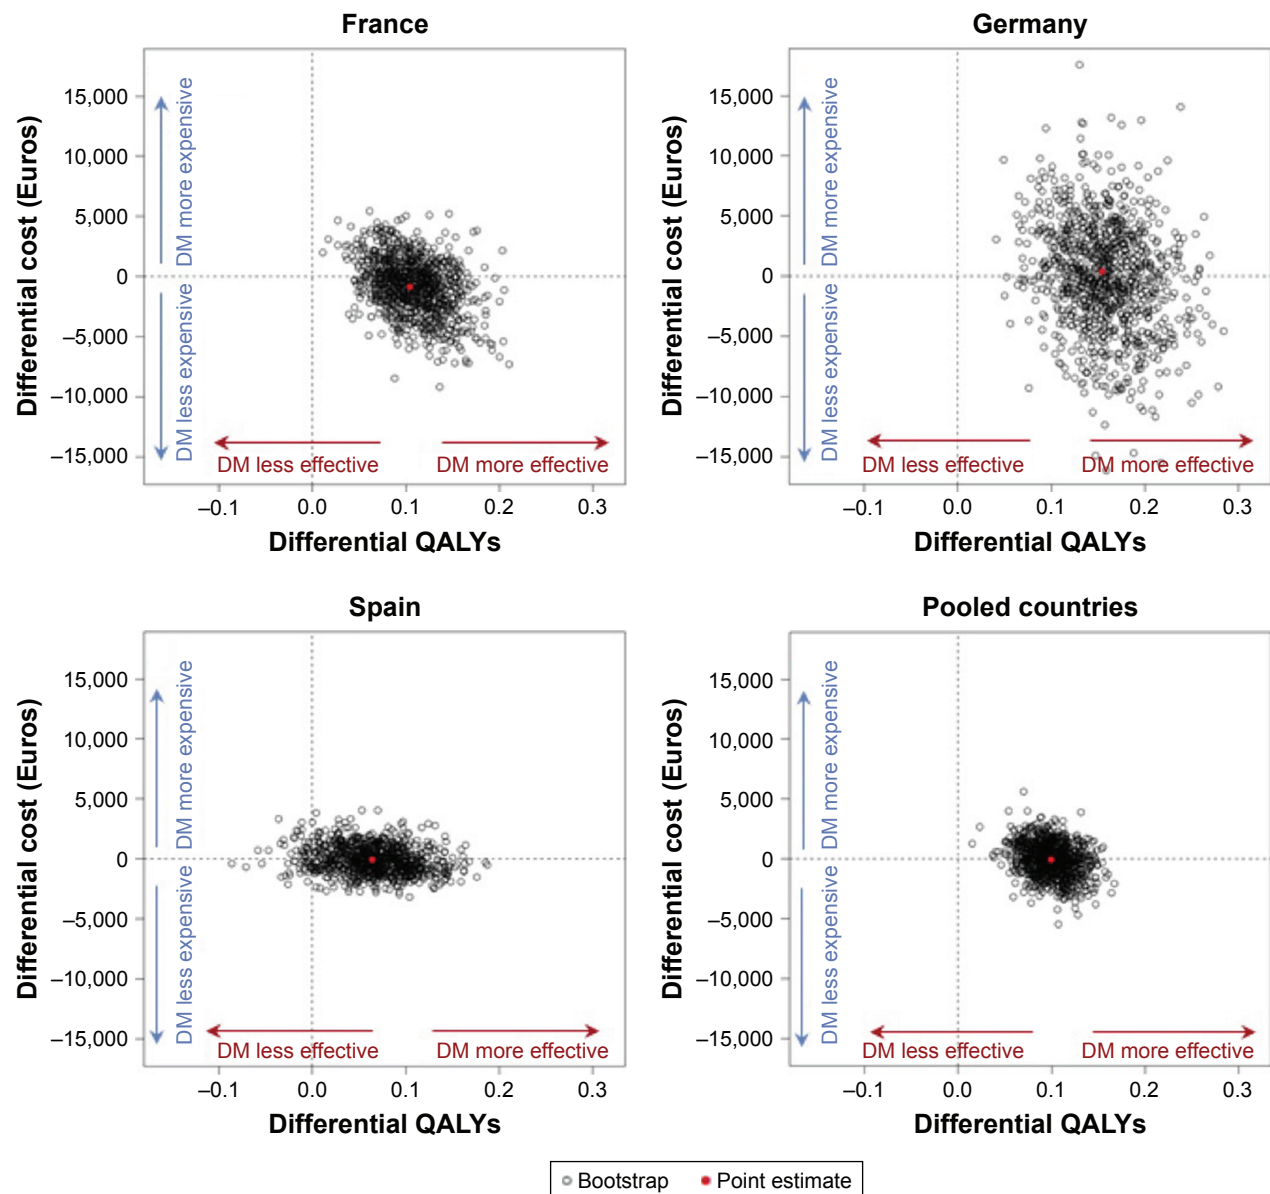 France
Differential cost (Euros)
15,000
10,000
5,000
0
–5,000
–10,000
–15,000
DM more expensive
DM less expensive
DM less effective
DM more effective
–0.1
0.0
0.1
0.2
0.3
Differential QALYs
Germany
Differential cost (Euros)
15,000
10,000
5,000
0
–5,000
–10,000
–15,000
DM more expensive
DM less expensive
DM less effective
DM more effective
–0.1
0.0
0.1
0.2
0.3
Differential QALYs
Spain
Differential cost (Euros)
15,000
10,000
5,000
0
–5,000
–10,000
–15,000
DM more expensive
DM less expensive
DM less effective
DM more effective
–0.1
0.0
0.1
0.2
0.3
Differential QALYs
Pooled countries
Differential cost (Euros)
15,000
10,000
5,000
0
–5,000
–10,000
–15,000
DM more expensive
DM less expensive
DM less effective
DM more effective
–0.1
0.0
0.1
0.2
0.3
Differential QALYs
Bootstrap
Point estimate